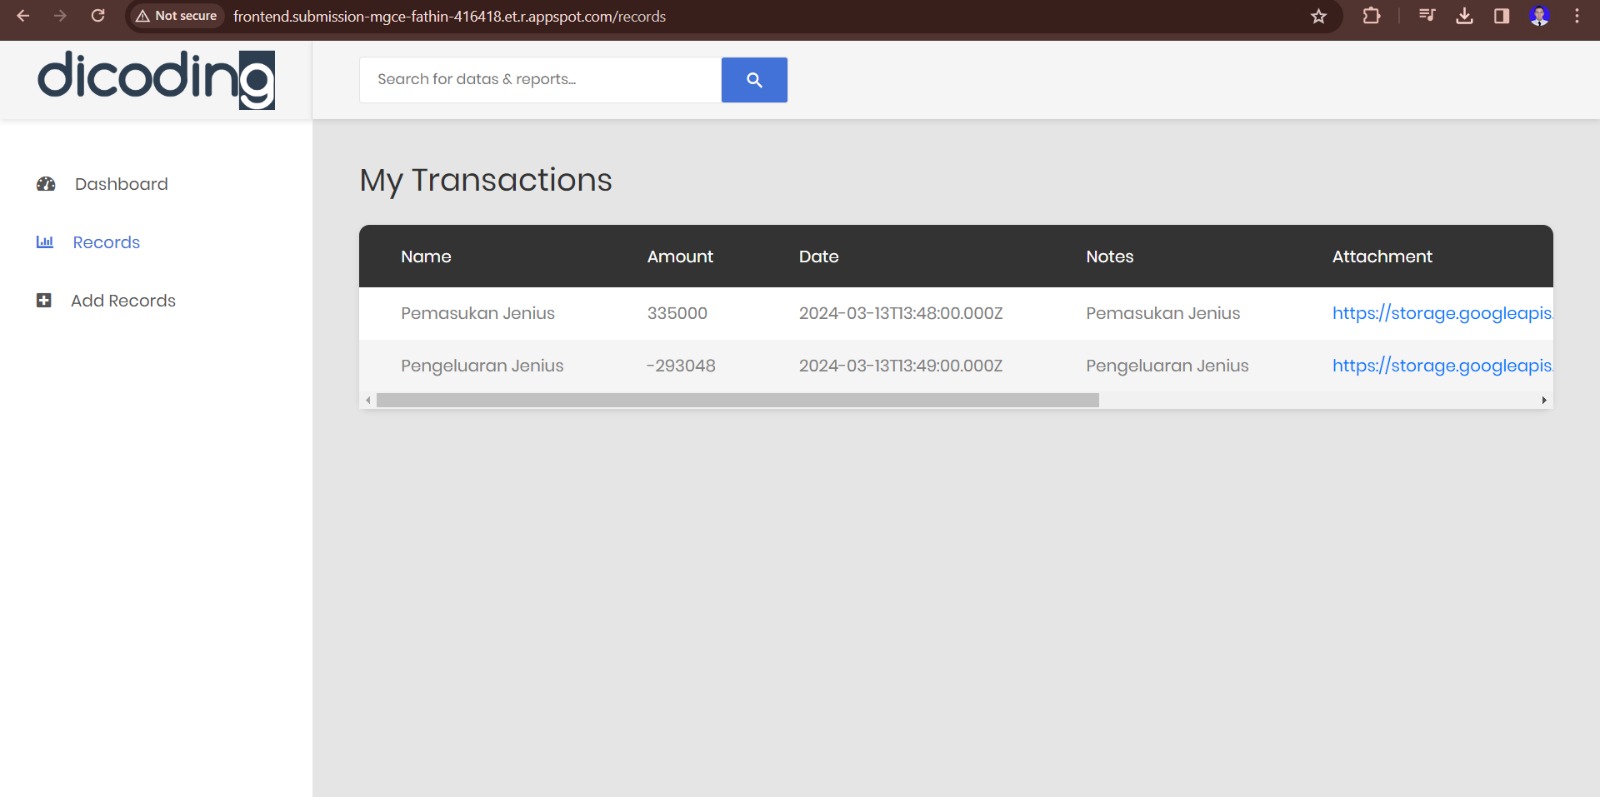 Not secure frontend.submission-mgce-fathin-416418.et.r.appspot.com/records
dicoding
Search for datas & reports...
Dashboard
Records
Add Records
My Transactions
Name Amount Date Notes Attachment
Pemasukan Jenius 335000 2024-03-13T13:48:00.000Z Pemasukan Jenius https://storage.googleapis.
Pengeluaran Jenius -293048 2024-03-13T13:49:00.000Z Pengeluaran Jenius https://storage.googleapis.